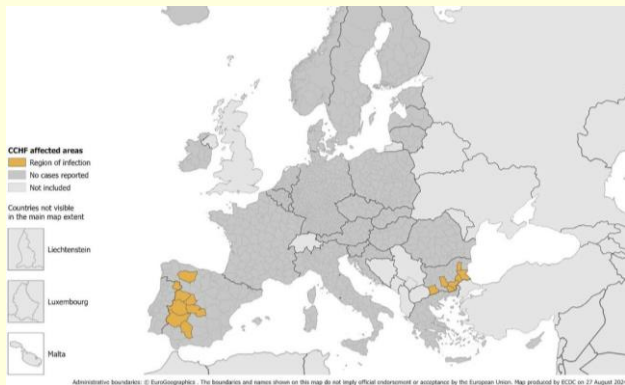 CCHF affected areas
Region of infection
No cases reported
Not included
Countries not visible
in the main map extent
Liechtenstein
Luxembourg
Malta
Administrative boundaries: © EuroGeographics . The boundaries and names shown on this map do not imply official endorsement or acceptance by the European Union. Map produced by ECDC on 27 August 202